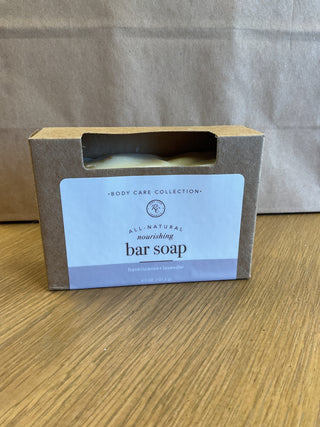 •BODY CARE COLLECTION•
ALL-NATURAL
nourishing
bar soap
frankincense+lavender